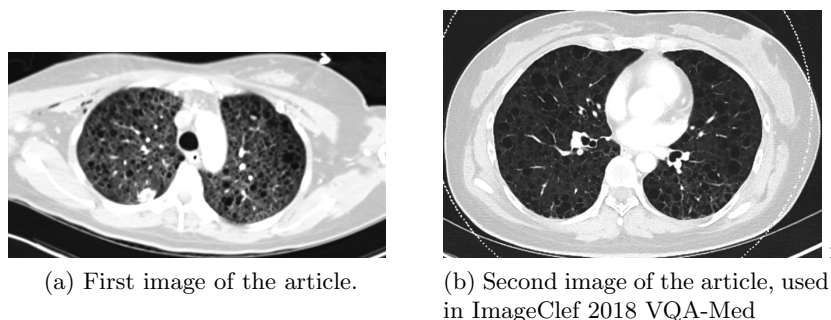 (a) First image of the article.
(b) Second image of the article, used
in ImageClef 2018 VQA-Med